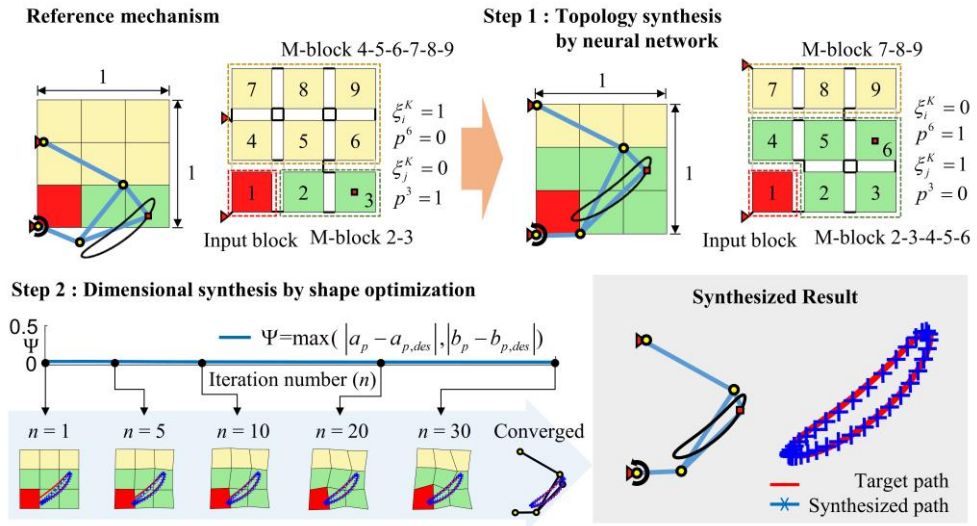 Reference mechanism
1
1
M-block 4-5-6-7-8-9
7 8 9
4 5 6
1 2 3
ξ_i^K = 1
p^6 = 0
ξ_j^K = 0
p^3 = 1
Input block
M-block 2-3
Step 1 : Topology synthesis
by neural network
1
1
M-block 7-8-9
7 8 9
4 5 6
1 2 3
ξ_i^K = 0
p^6 = 1
ξ_j^K = 1
p^3 = 0
Input block
M-block 2-3-4-5-6
Step 2 : Dimensional synthesis by shape optimization
0.5
Ψ
0
Ψ=max( |a_p − a_{p,des}|, |b_p − b_{p,des}|)
Iteration number (n)
n = 1 n = 5 n = 10 n = 20 n = 30 Converged
Synthesized Result
Target path
Synthesized path